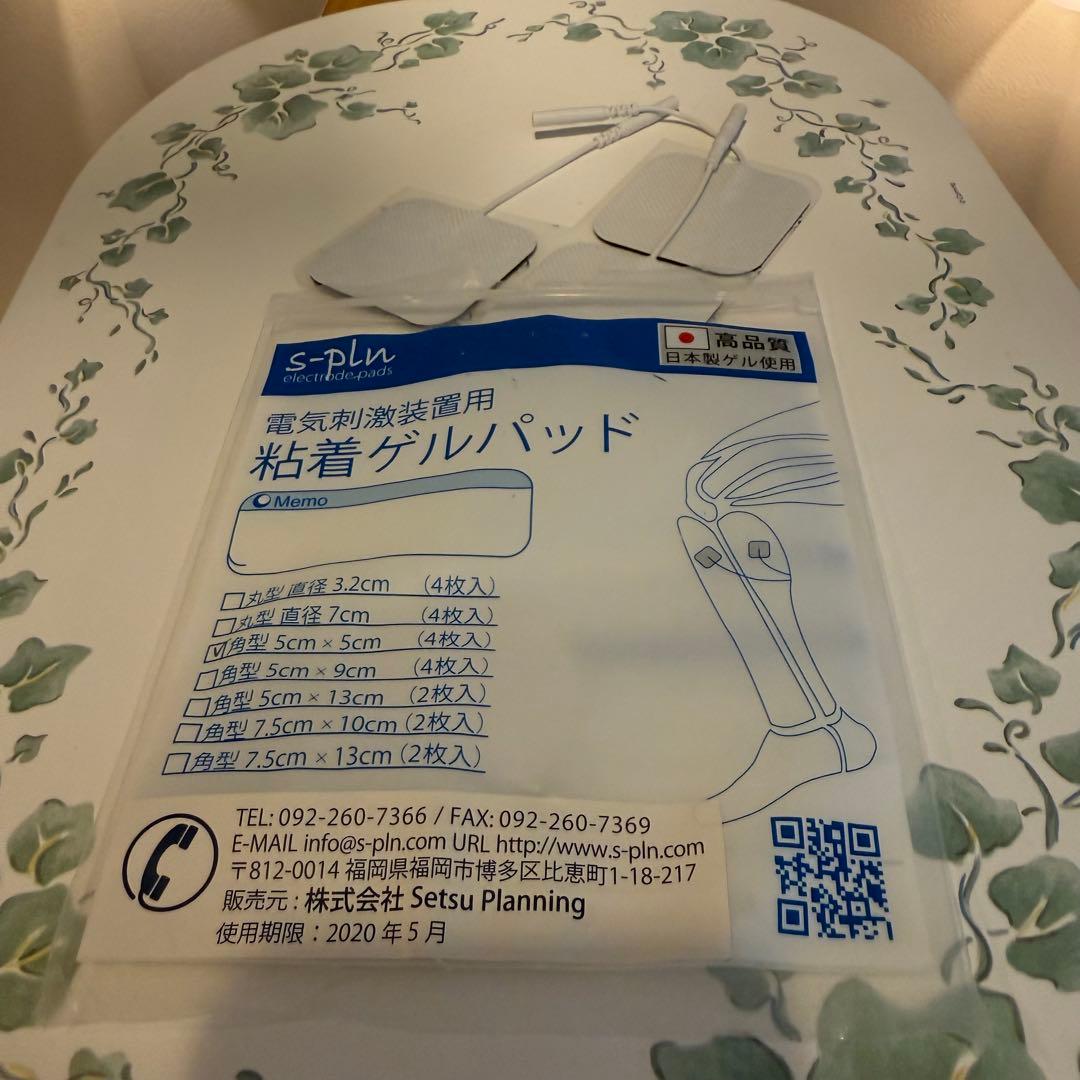 s-pln
electrode-pads
高品質
日本製ゲル使用
電気刺激装置用
粘着ゲルパッド
Memo
丸型 直径 3.2cm (4枚入)
丸型 直径 7cm (4枚入)
角型 5cm × 5cm (4枚入)
角型 5cm × 9cm (4枚入)
角型 5cm × 13cm (2枚入)
角型 7.5cm × 10cm (2枚入)
角型 7.5cm × 13cm (2枚入)
TEL: 092-260-7366 / FAX: 092-260-7369
E-MAIL info@s-pln.com URL http://www.s-pln.com
〒812-0014 福岡県福岡市博多区比恵町1-18-217
販売元 : 株式会社 Setsu Planning
使用期限 : 2020 年 5 月